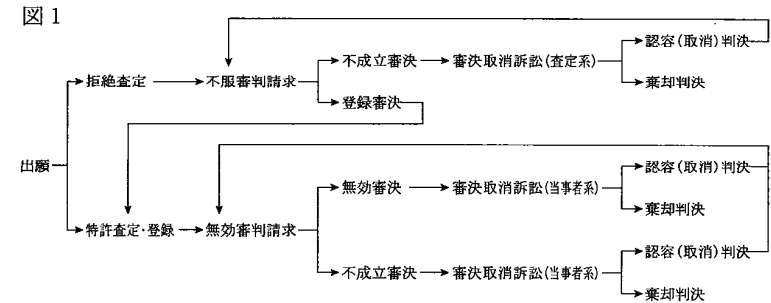 図1
認容(取消)判決
不成立審決
審決取消訴訟(査定系)
拒絶査定
不服審判請求
棄却判決
登録審決
出願
認容(取消)判決
無効審決
審決取消訴訟(当事者系)
棄却判決
特許査定・登録
無効審判請求
認容(取消)判決
不成立審決
審決取消訴訟(当事者系)
棄却判決